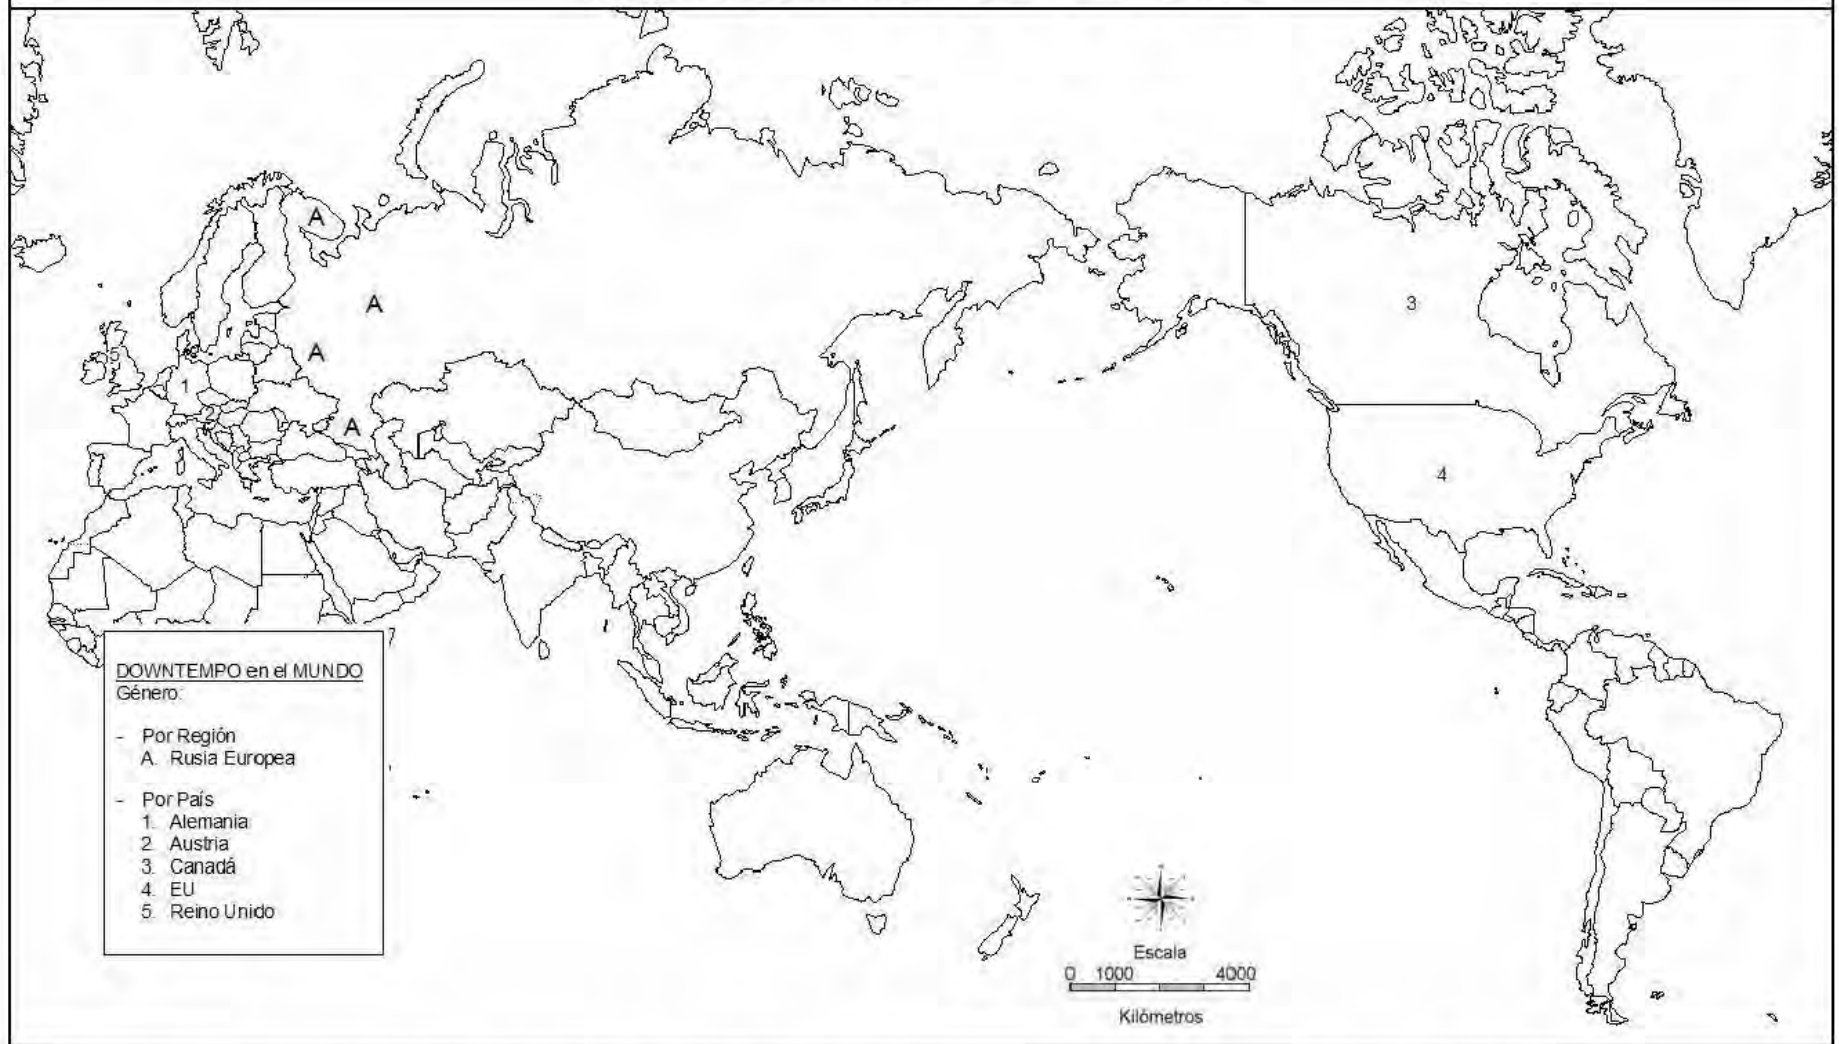 A
A
3
A
5
1
A
4
DOWNTEMPO en el MUNDO
Género:
- Por Región
A. Rusia Europea
- Por País
1. Alemania
2. Austria
3. Canadá
4. EU
5. Reino Unido
Escala
0 1000 4000
Kilómetros